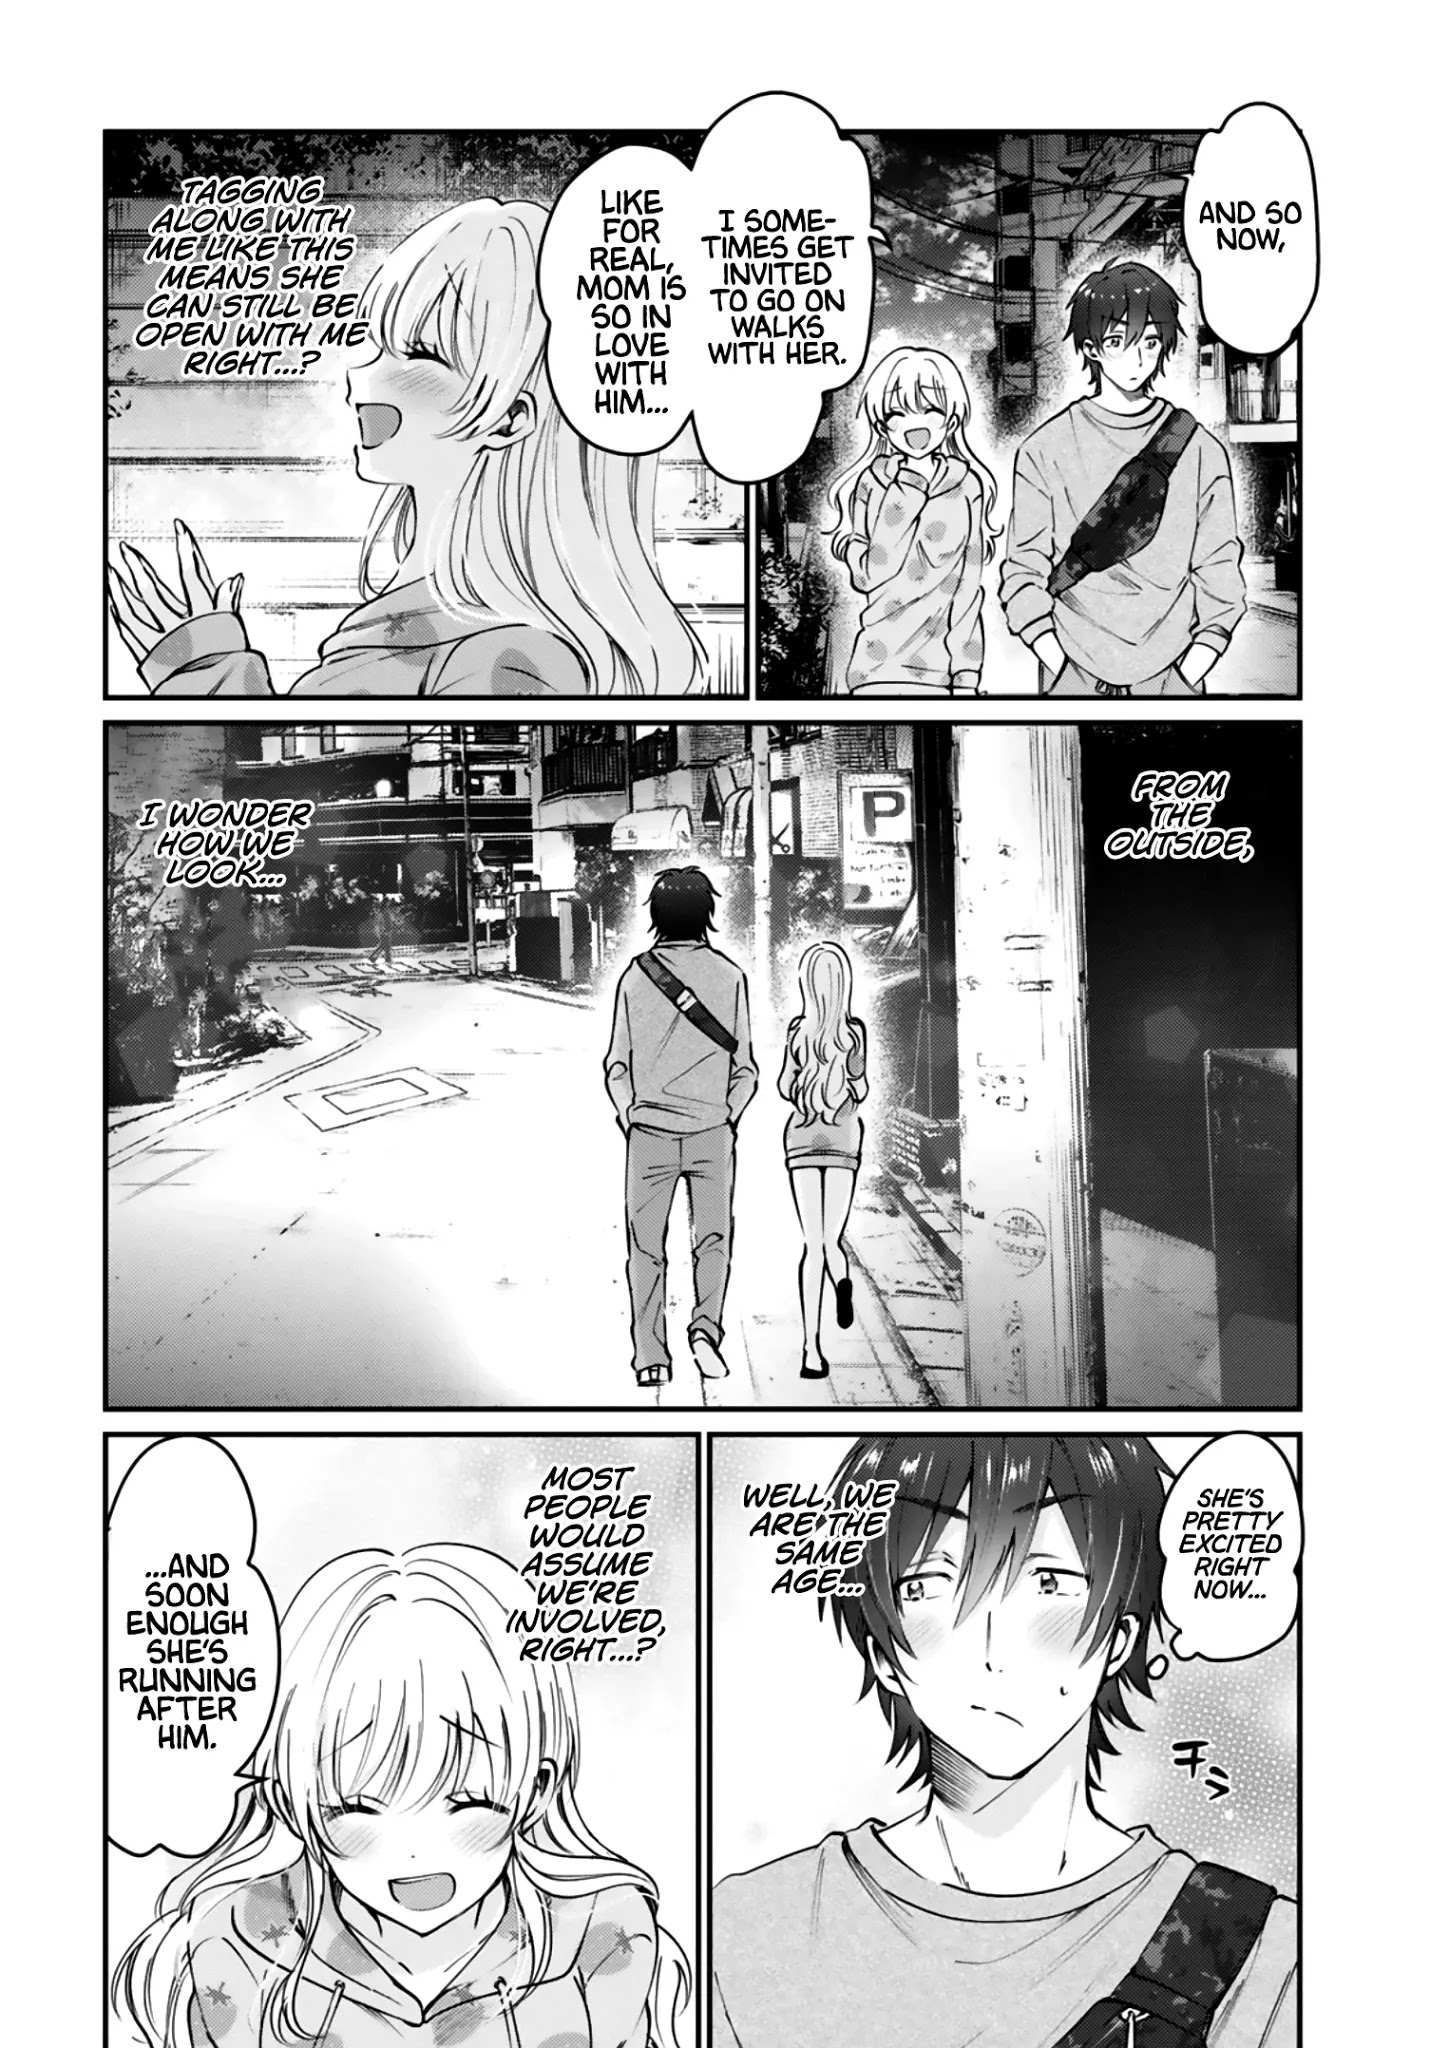 AND SO
NOW,
I SOME-
TIMES GET
INVITED
TO GO ON
WALKS
WITH HER.
LIKE
FOR
REAL,
MOM IS
SO IN
LOVE
WITH
HIM...
TAGGING
ALONG WITH
ME LIKE THIS
MEANS SHE
CAN STILL BE
OPEN WITH ME
RIGHT...?
FROM
THE
OUTSIDE,
P
I WONDER
HOW WE
LOOK...
SHE'S
PRETTY
EXCITED
RIGHT
NOW...
WELL, WE
ARE THE
SAME
AGE...
チラ
MOST
PEOPLE
WOULD
ASSUME
WE'RE
INVOLVED,
RIGHT...?
...AND
SOON
ENOUGH
SHE'S
RUNNING
AFTER
HIM.